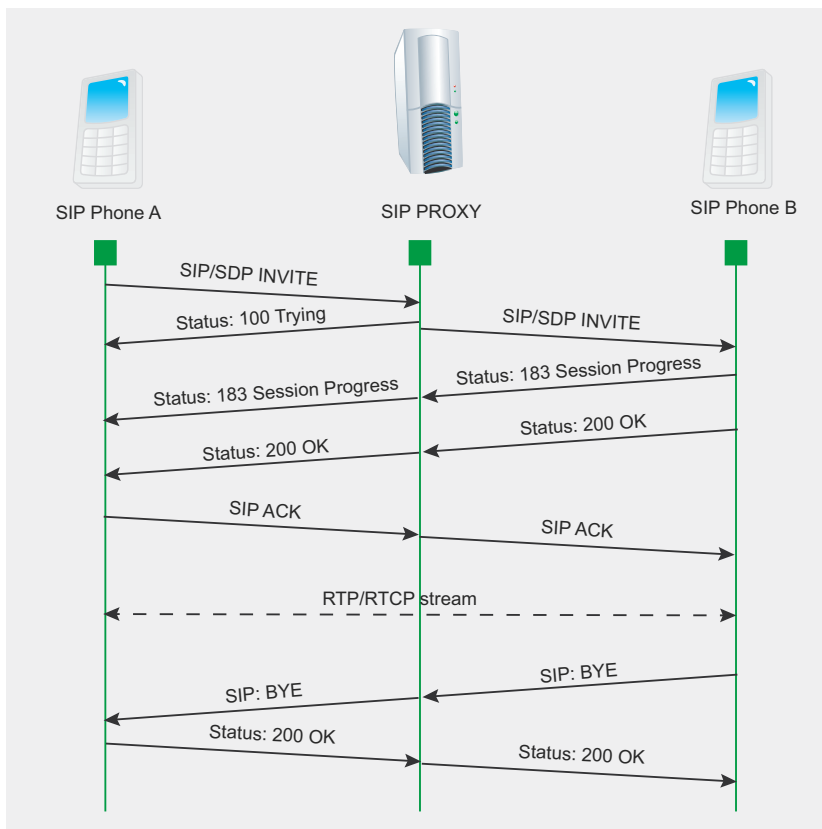 SIP Phone A
SIP PROXY
SIP Phone B
SIP/SDP INVITE
Status: 100 Trying
SIP/SDP INVITE
Status: 183 Session Progress
Status: 183 Session Progress
Status: 200 OK
Status: 200 OK
SIP ACK
SIP ACK
RTP/RTCP stream
SIP: BYE
SIP: BYE
Status: 200 OK
Status: 200 OK